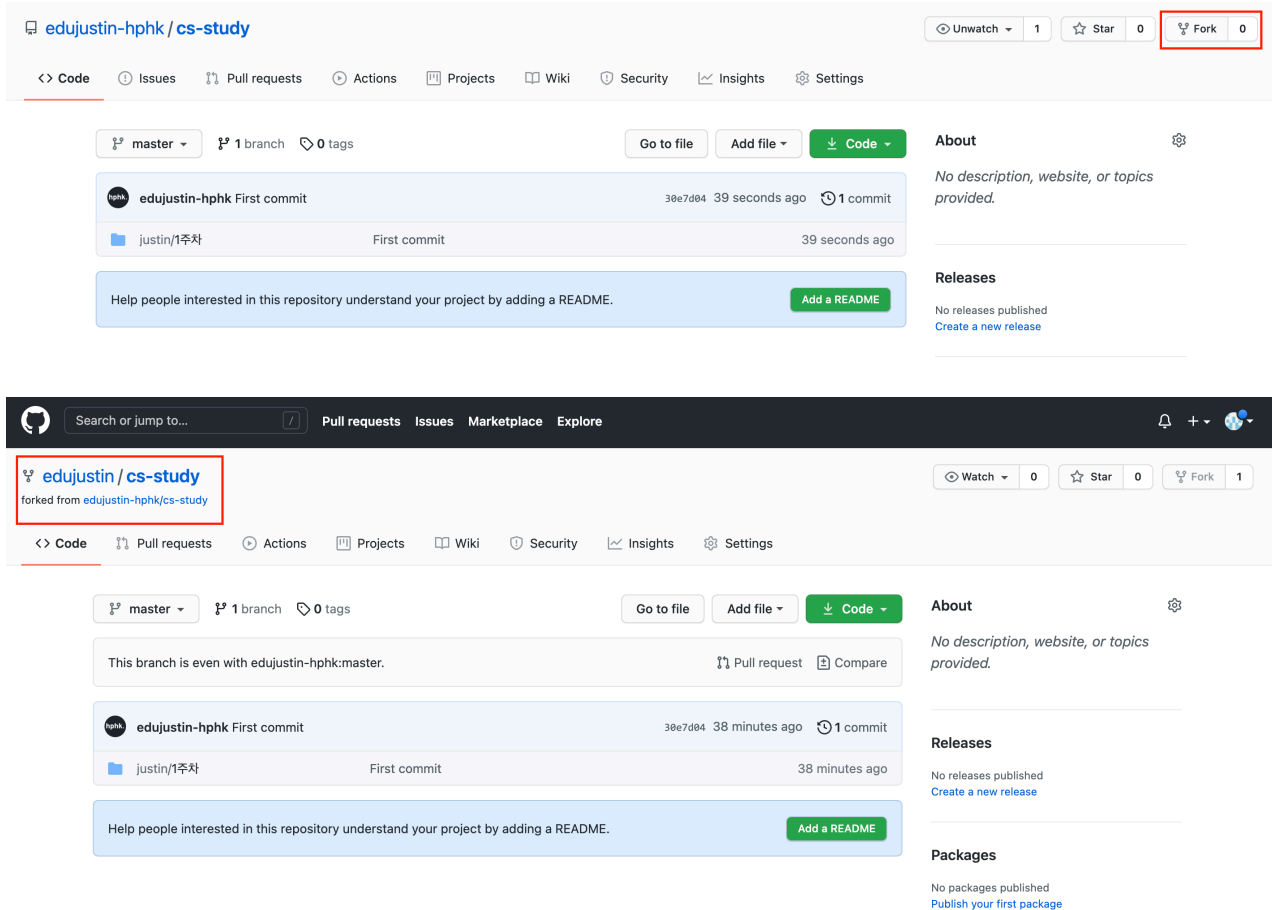 edujustin-hphk / cs-study
Unwatch 1 Star 0 Fork 0
Code Issues Pull requests Actions Projects Wiki Security Insights Settings
master 1 branch 0 tags Go to file Add file Code
hphk. edujustin-hphk First commit 30e7d04 39 seconds ago 1 commit
justin/1주차 First commit 39 seconds ago
Help people interested in this repository understand your project by adding a README. Add a README
About
No description, website, or topics
provided.
Releases
No releases published
Create a new release
Search or jump to... / Pull requests Issues Marketplace Explore
edujustin / cs-study
forked from edujustin-hphk/cs-study
Watch 0 Star 0 Fork 1
Code Pull requests Actions Projects Wiki Security Insights Settings
master 1 branch 0 tags Go to file Add file Code
This branch is even with edujustin-hphk:master. Pull request Compare
hphk. edujustin-hphk First commit 30e7d04 38 minutes ago 1 commit
justin/1주차 First commit 38 minutes ago
Help people interested in this repository understand your project by adding a README. Add a README
About
No description, website, or topics
provided.
Releases
No releases published
Create a new release
Packages
No packages published
Publish your first package